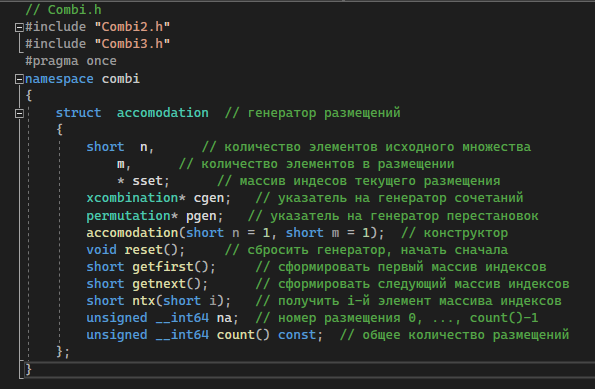 // Combi.h
#include "Combi2.h"
#include "Combi3.h"
#pragma once
namespace combi
{
struct  accomodation  // генератор размещений
{
short  n,      // количество элементов исходного множества
m,      // количество элементов в размещении
* sset;      // массив индесов текущего размещения
xcombination* cgen;   // указатель на генератор сочетаний
permutation* pgen;   // указатель на генератор перестановок
accomodation(short n = 1, short m = 1);  // конструктор
void reset();     // сбросить генератор, начать сначала
short getfirst();     // сформировать первый массив индексов
short getnext();      // сформировать следующий массив индексов
short ntx(short i);   // получить i-й элемент массива индексов
unsigned __int64 na;  // номер размещения 0, ..., count()-1
unsigned __int64 count() const;  // общее количество размещений
};
}